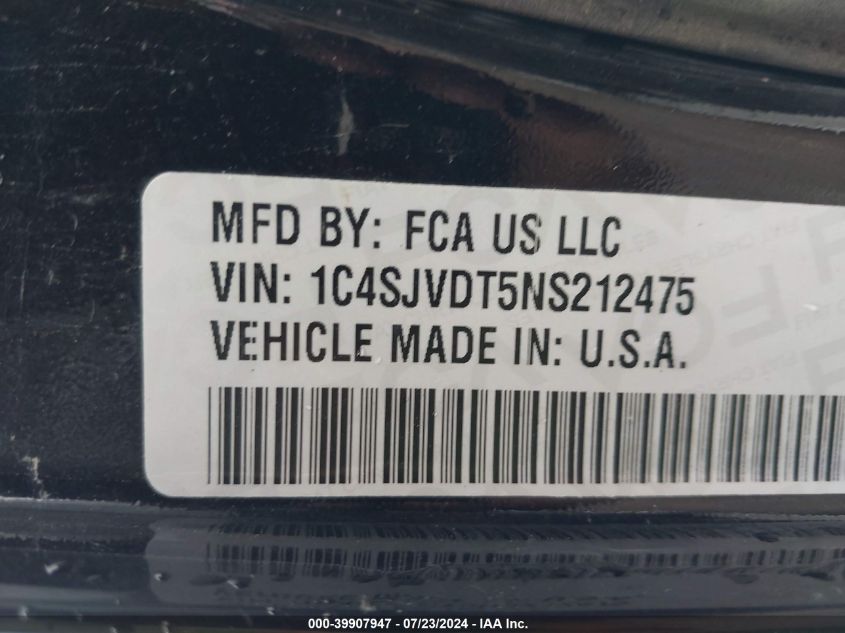 MFD BY: FCA US LLC
VIN: 1C4SJVDT5NS212475
VEHICLE MADE IN: U.S.A.
000-39907947 - 07/23/2024 - IAA Inc.